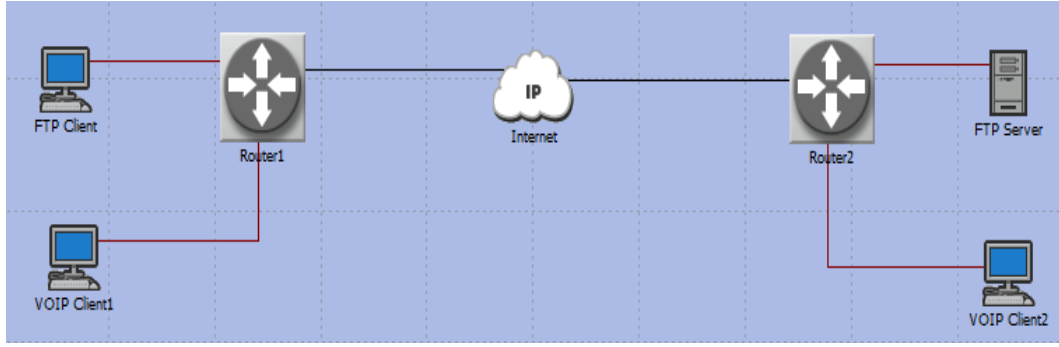 IP
FTP Client
Internet
FTP Server
Router1
Router2
VOIP Client1
VOIP Client2